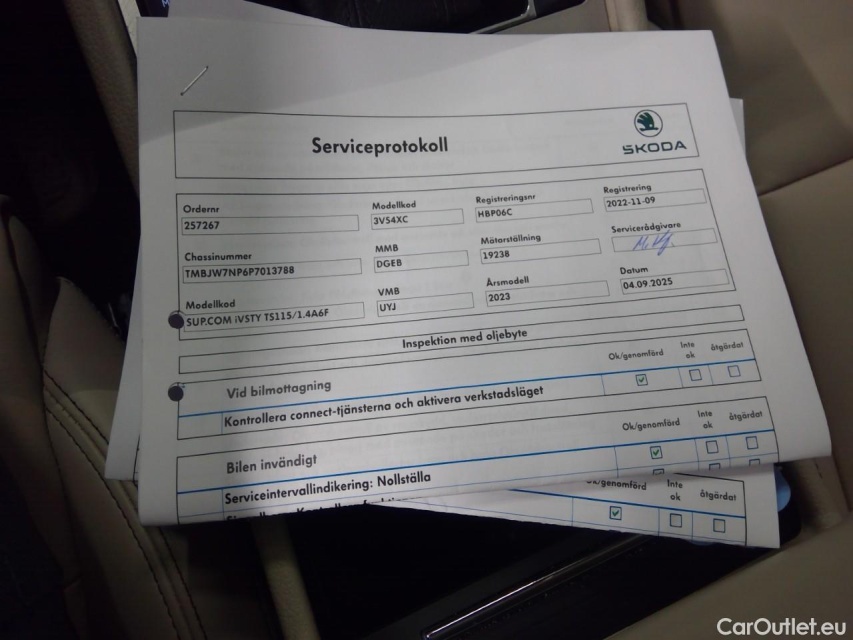 Serviceprotokoll
SKODA
Ordernr
257267
Modellkod
3V54XC
Registreringsnr
HBP06C
Registrering
2022-11-09
Chassinummer
TMBJW7NP6P7013788
MMB
DGEB
Mätarställning
19238
Servicerådgivare
Modellkod
SUP.COM iVSTY TS115/1.4A6F
VMB
UYJ
Årsmodell
2023
Datum
04.09.2025
Inspektion med oljebyte
Vid bilmottagning
Ok/genomförd
Inte
ok
åtgärdat
Kontrollera connect-tjänsterna och aktivera verkstadsläget
Bilen invändigt
Ok/genomförd
Inte
ok
åtgärdat
Serviceintervallindikering: Nollställa
Ok/genomförd
Inte
ok
åtgärdat
CarOutlet.eu